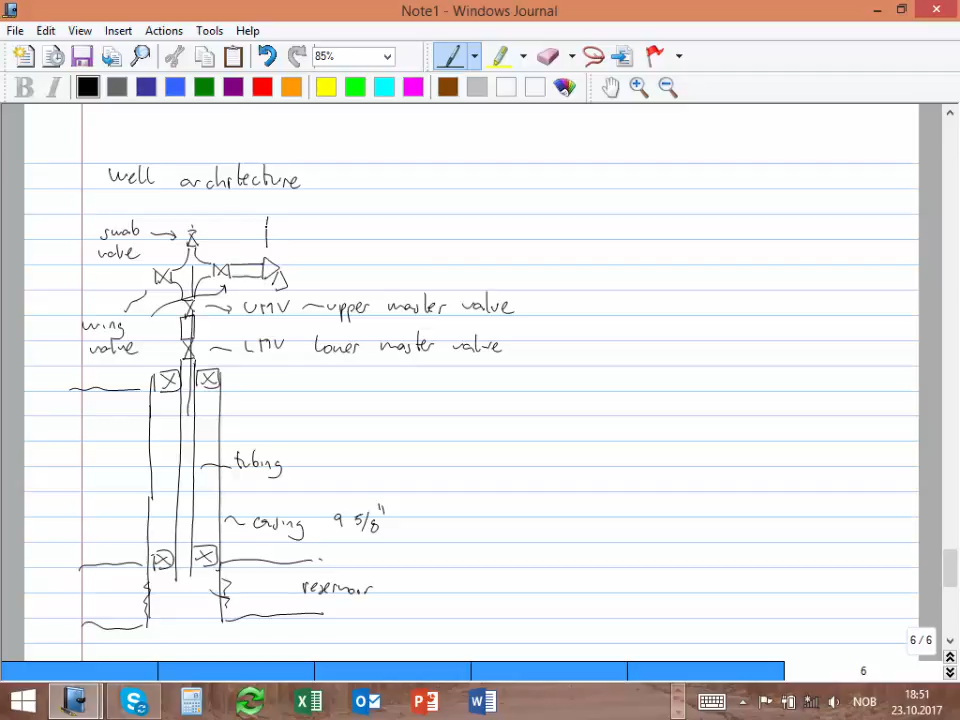 Note1 - Windows Journal
File Edit View Insert Actions Tools Help
85%
B I
Well architecture
swab
valve
wing
valve
UMV ~upper master valve
LMV lower master valve
tubing
casing 9 5/8"
reservoir
6 / 6
6
NOB
18:51
23.10.2017